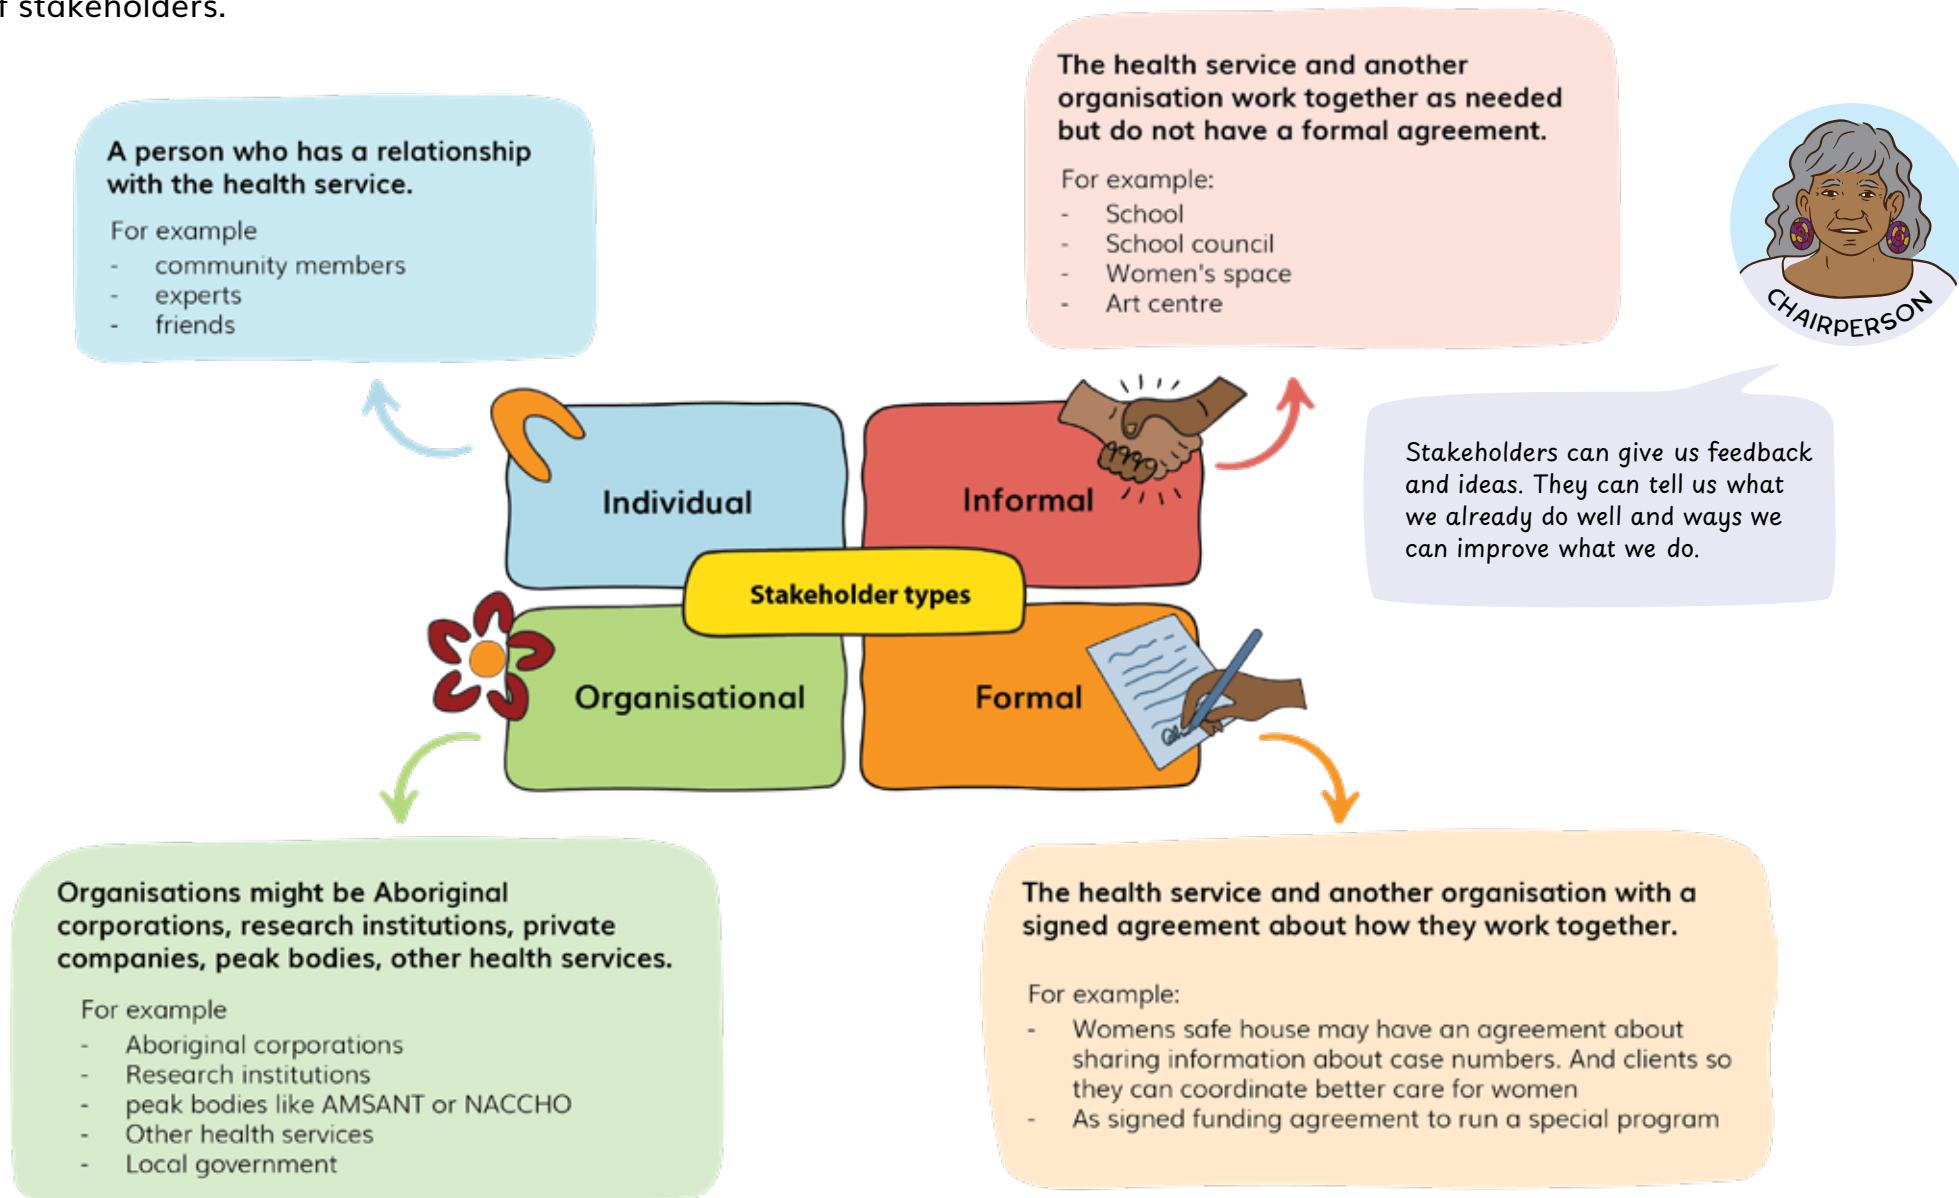 f stakeholders.
A person who has a relationship
with the health service.
For example
- community members
- experts
- friends
The health service and another
organisation work together as needed
but do not have a formal agreement.
For example:
- School
- School council
- Women's space
- Art centre
CHAIRPERSON
Stakeholders can give us feedback
and ideas. They can tell us what
we already do well and ways we
can improve what we do.
Individual
Informal
Stakeholder types
Organisational
Formal
Organisations might be Aboriginal
corporations, research institutions, private
companies, peak bodies, other health services.
For example
- Aboriginal corporations
- Research institutions
- peak bodies like AMSANT or NACCHO
- Other health services
- Local government
The health service and another organisation with a
signed agreement about how they work together.
For example:
- Womens safe house may have an agreement about
sharing information about case numbers. And clients so
they can coordinate better care for women
- As signed funding agreement to run a special program